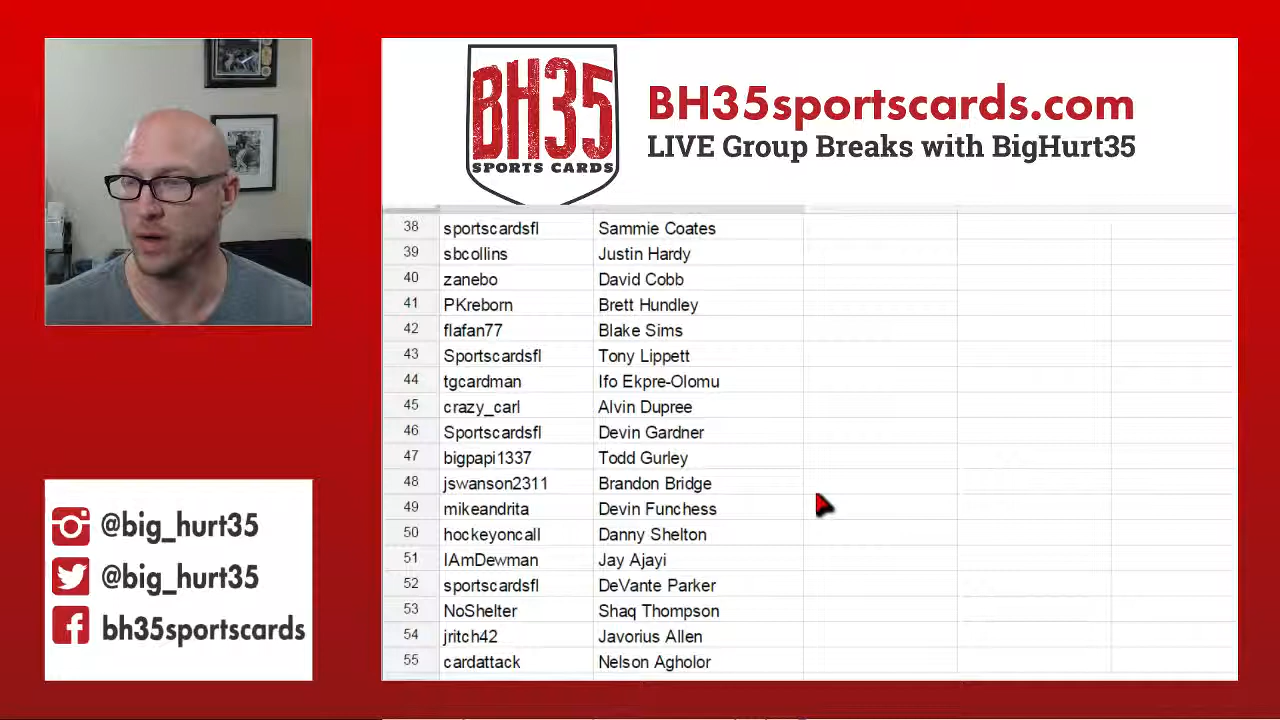 BH35
SPORTS CARDS
BH35sportscards.com
LIVE Group Breaks with BigHurt35
38 sportscardsfl Sammie Coates
39 sbcollins Justin Hardy
40 zanebo David Cobb
41 PKreborn Brett Hundley
42 flafan77 Blake Sims
43 Sportscardsfl Tony Lippett
44 tgcardman Ifo Ekpre-Olomu
45 crazy_carl Alvin Dupree
46 Sportscardsfl Devin Gardner
47 bigpapi1337 Todd Gurley
48 jswanson2311 Brandon Bridge
49 mikeandrita Devin Funchess
50 hockeyoncall Danny Shelton
51 IAmDewman Jay Ajayi
52 sportscardsfl DeVante Parker
53 NoShelter Shaq Thompson
54 jritch42 Javorius Allen
55 cardattack Nelson Agholor
@big_hurt35
@big_hurt35
bh35sportscards